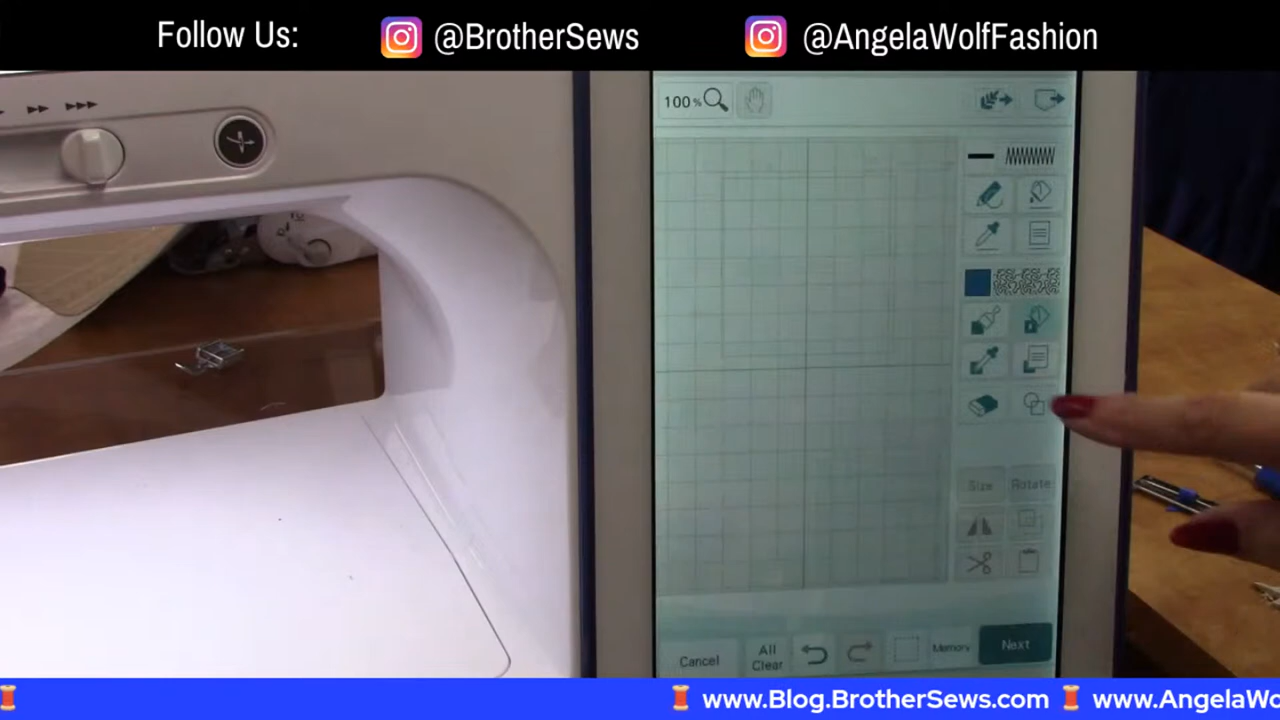 Follow Us:
@BrotherSews
@AngelaWolfFashion
100%
Size
Rotate
Cancel
All
Clear
Memory
Next
www.Blog.BrotherSews.com
www.AngelaWo